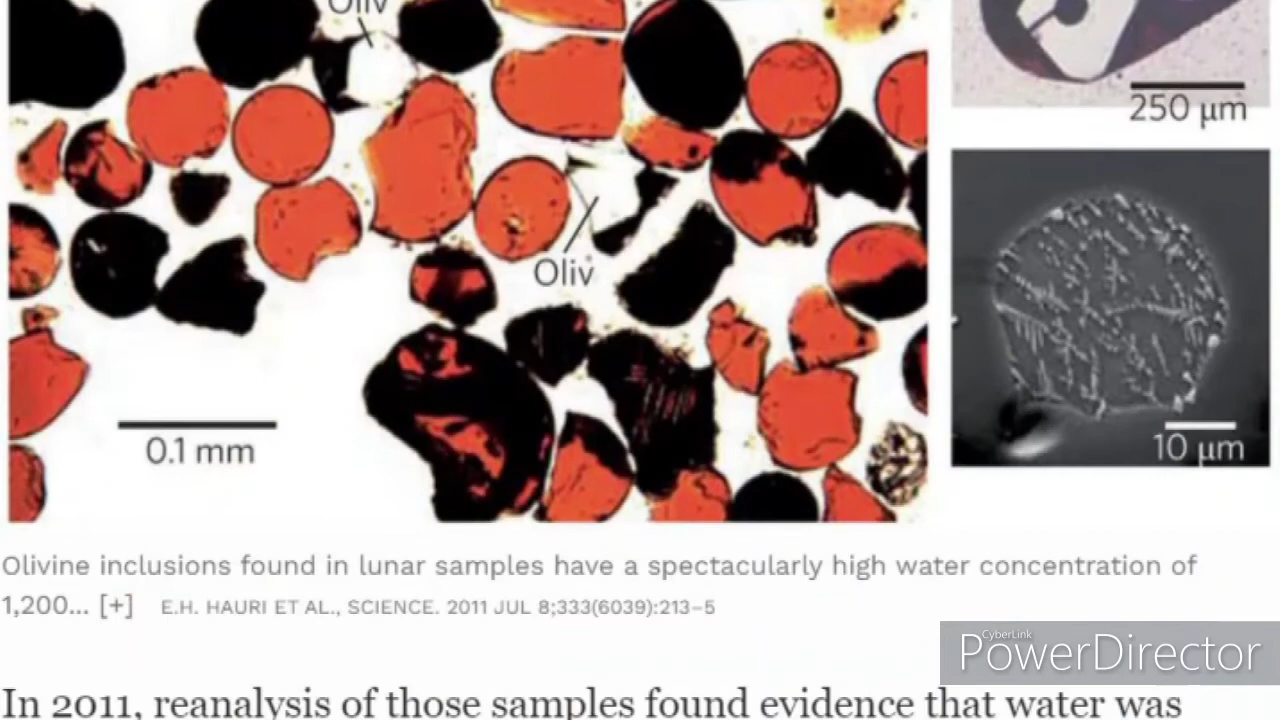 Oliv
250 μm
Oliv
0.1 mm
10 μm
Olivine inclusions found in lunar samples have a spectacularly high water concentration of
1,200... [+] E.H. HAURI ET AL., SCIENCE. 2011 JUL 8;333(6039):213–5
CyberLink
PowerDirector
In 2011, reanalysis of those samples found evidence that water was